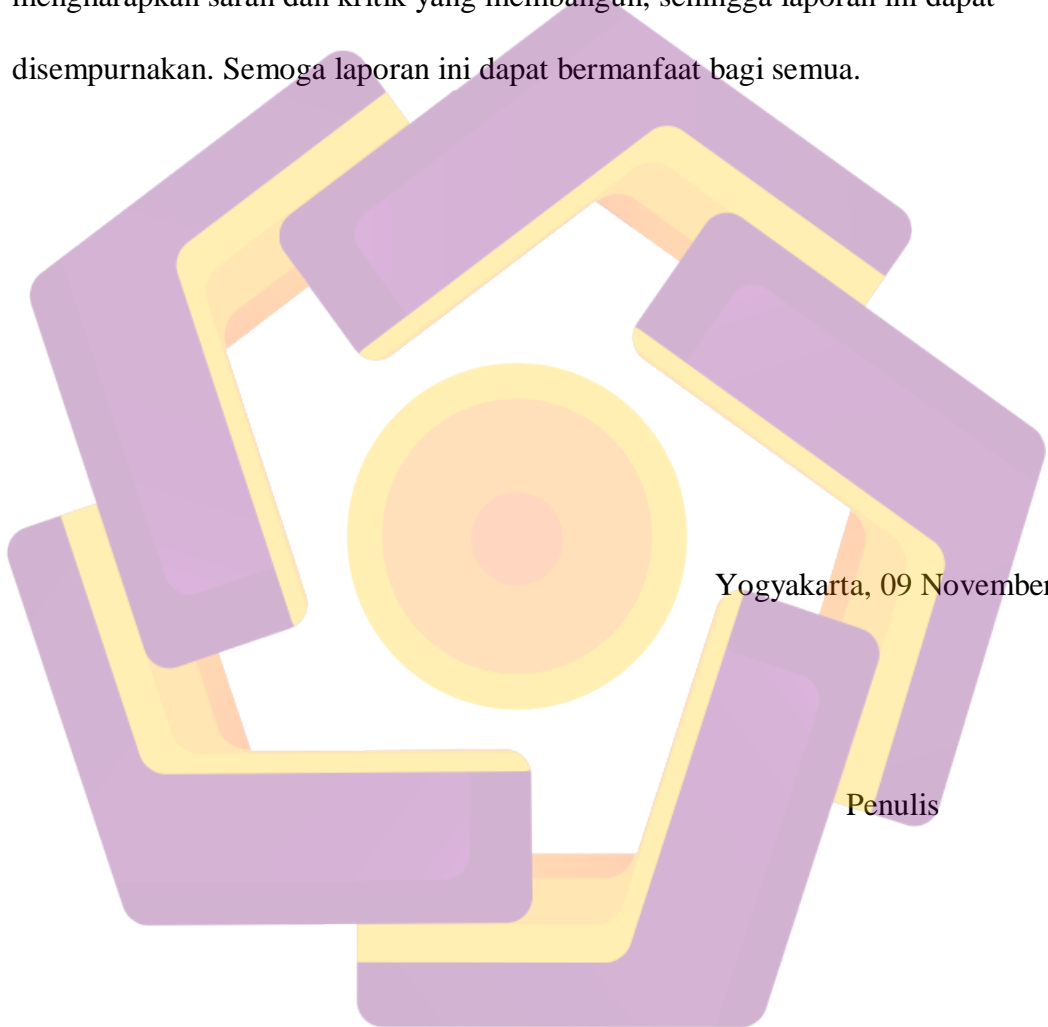 mengharapkan saran dan kritik yang membangun, sehingga laporan ini dapat
disempurnakan. Semoga laporan ini dapat bermanfaat bagi semua.
Yogyakarta, 09 November
Penulis